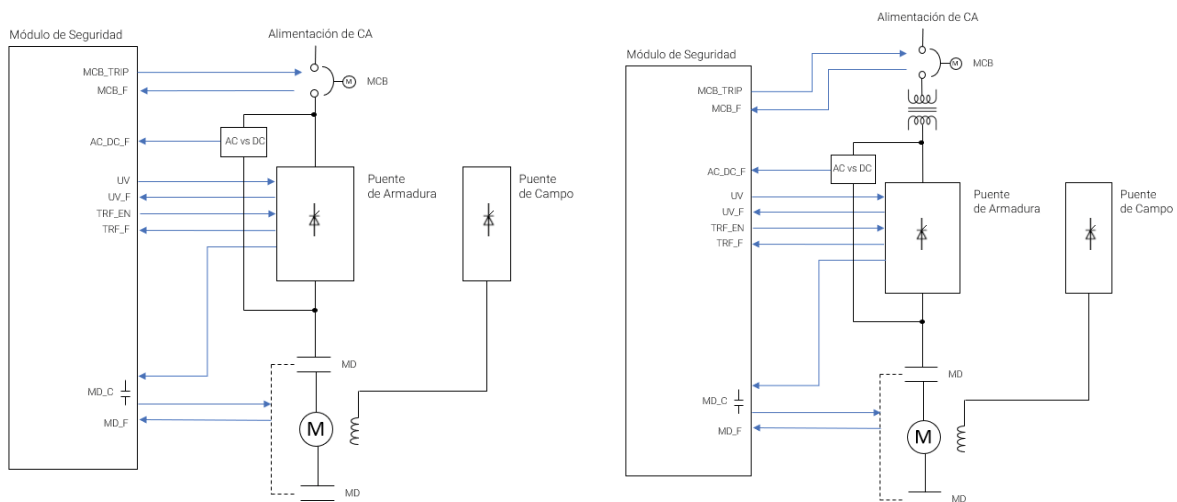 Alimentación de CA
Módulo de Seguridad
MCB_TRIP
MCB_F
M
MCB
AC_DC_F
AC vs DC
UV
UV_F
TRF_EN
TRF_F
Puente
de Armadura
Puente
de Campo
MD
MD_C
MD_F
M
MD
Alimentación de CA
Módulo de Seguridad
MCB_TRIP
MCB_F
M
MCB
AC_DC_F
AC vs DC
UV
UV_F
TRF_EN
TRF_F
Puente
de Armadura
Puente
de Campo
MD
MD_C
MD_F
M
MD